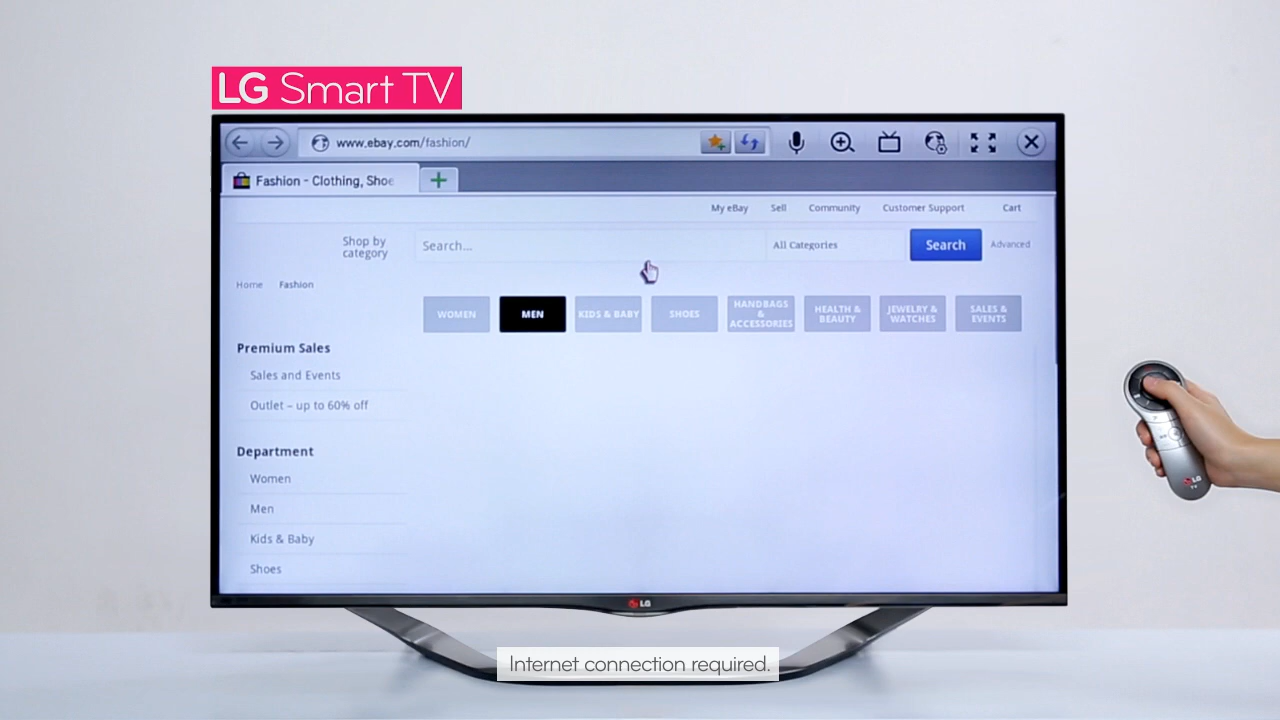 LG Smart TV
www.ebay.com/fashion/
Fashion - Clothing, Shoe
My eBay Sell Community Customer Support Cart
Shop by
category
Search...
All Categories
Search
Advanced
Home Fashion
WOMEN
MEN
KIDS & BABY
SHOES
HANDBAGS
&
ACCESSORIES
HEALTH &
BEAUTY
JEWELRY &
WATCHES
SALES &
EVENTS
Premium Sales
Sales and Events
Outlet – up to 60% off
Department
Women
Men
Kids & Baby
Shoes
LG
LG
Internet connection required.